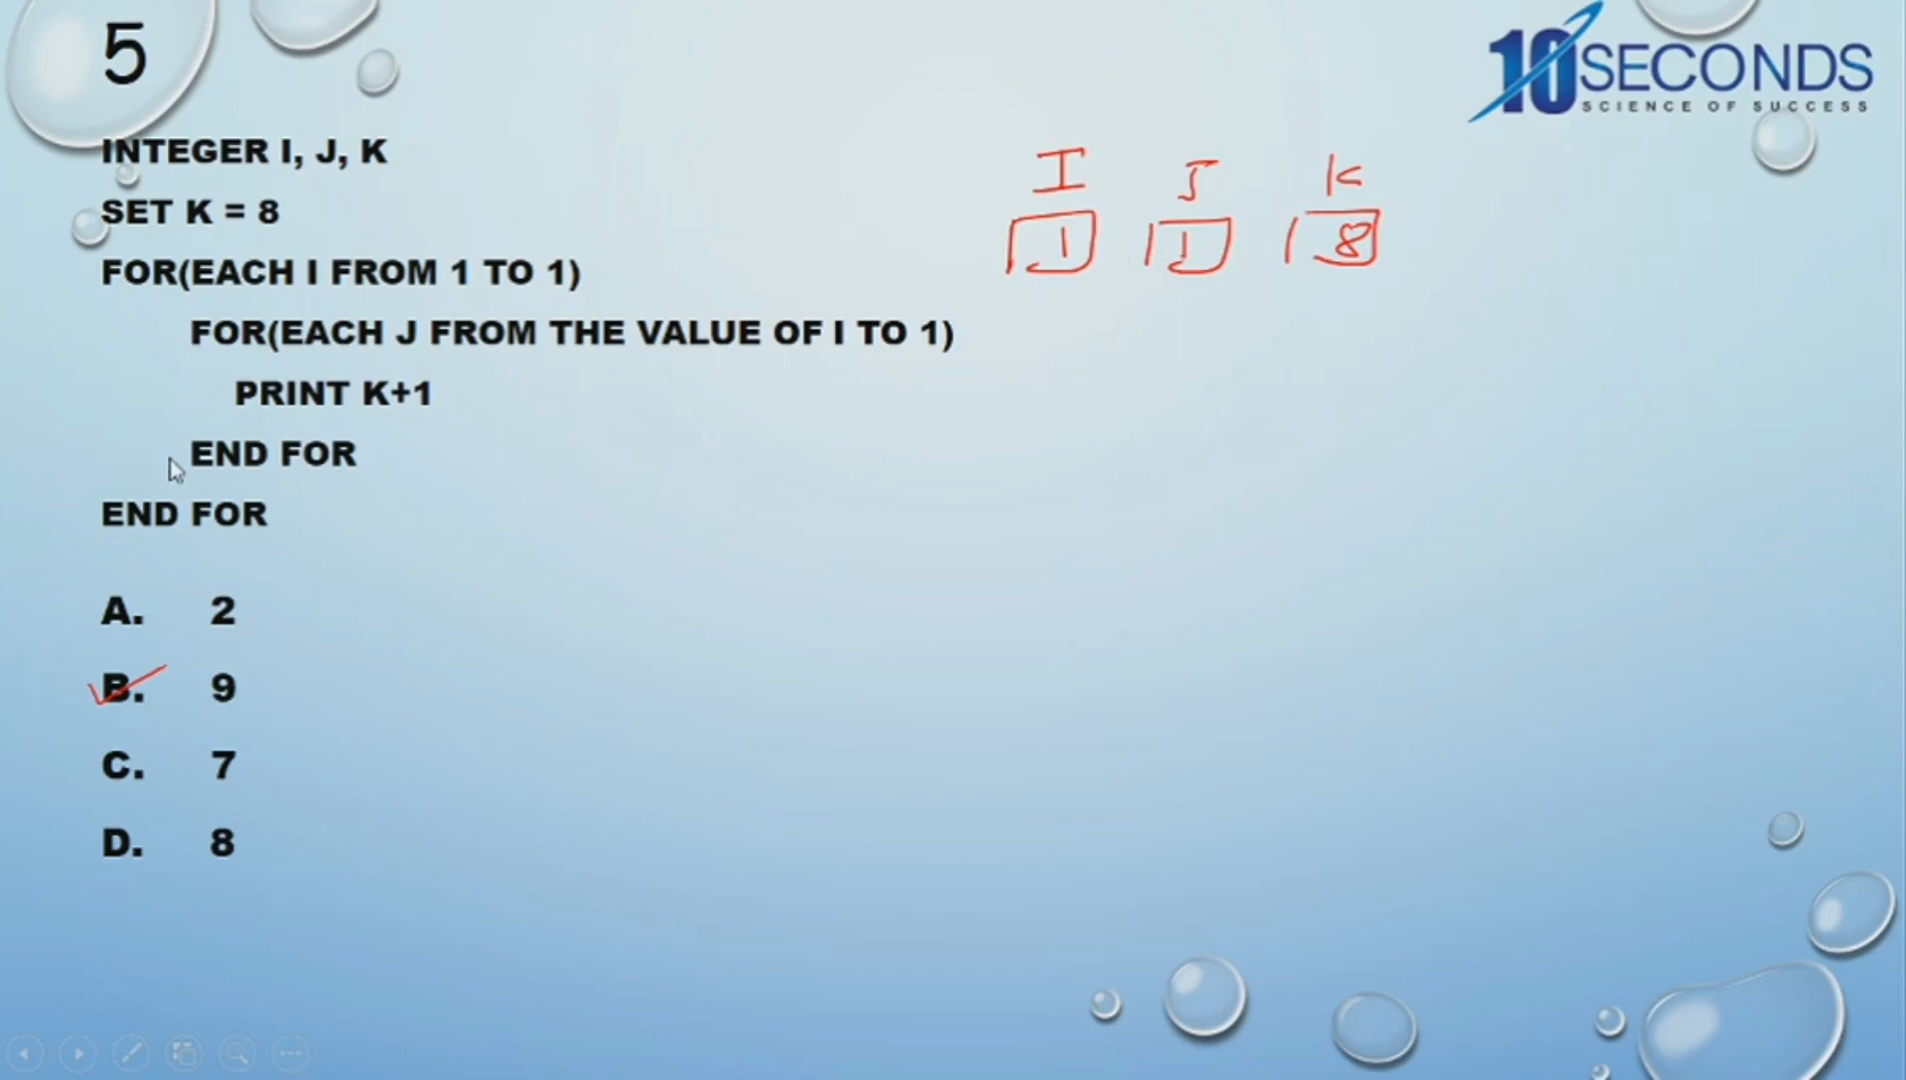 5
10SECONDS
SCIENCE OF SUCCESS
INTEGER I, J, K
SET K = 8
FOR(EACH I FROM 1 TO 1)
FOR(EACH J FROM THE VALUE OF I TO 1)
PRINT K+1
END FOR
END FOR
I J K
1 1 8
A. 2
B. 9
C. 7
D. 8